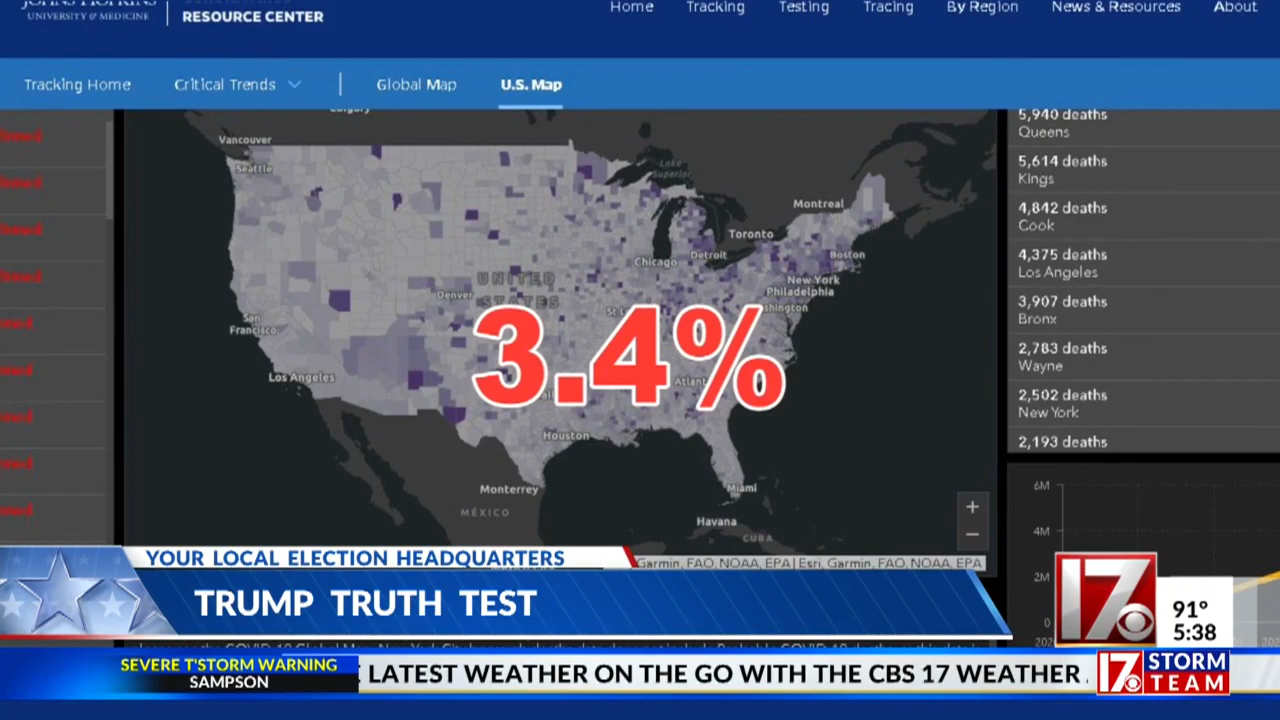 JOHNS HOPKINS
UNIVERSITY & MEDICINE
RESOURCE CENTER
Home
Tracking
Testing
Tracing
By Region
News & Resources
About
Tracking Home
Critical Trends
Global Map
U.S. Map
Calgary
Vancouver
Seattle
Lake
Superior
Montreal
Toronto
Boston
Chicago
Detroit
New York
Philadelphia
UNITED
STATES
Denver
San
Francisco
Los Angeles
Houston
Miami
Monterrey
MÉXICO
Havana
CUBA
3.4%
5,940 deaths
Queens
5,614 deaths
Kings
4,842 deaths
Cook
4,375 deaths
Los Angeles
3,907 deaths
Bronx
2,783 deaths
Wayne
2,502 deaths
New York
2,193 deaths
6M
4M
2M
0
+
−
Garmin, FAO, NOAA, EPA | Esri, Garmin, FAO, NOAA, EPA
YOUR LOCAL ELECTION HEADQUARTERS
TRUMP TRUTH TEST
17
91°
5:38
SEVERE T'STORM WARNING
SAMPSON
LATEST WEATHER ON THE GO WITH THE CBS 17 WEATHER
17 STORM
TEAM